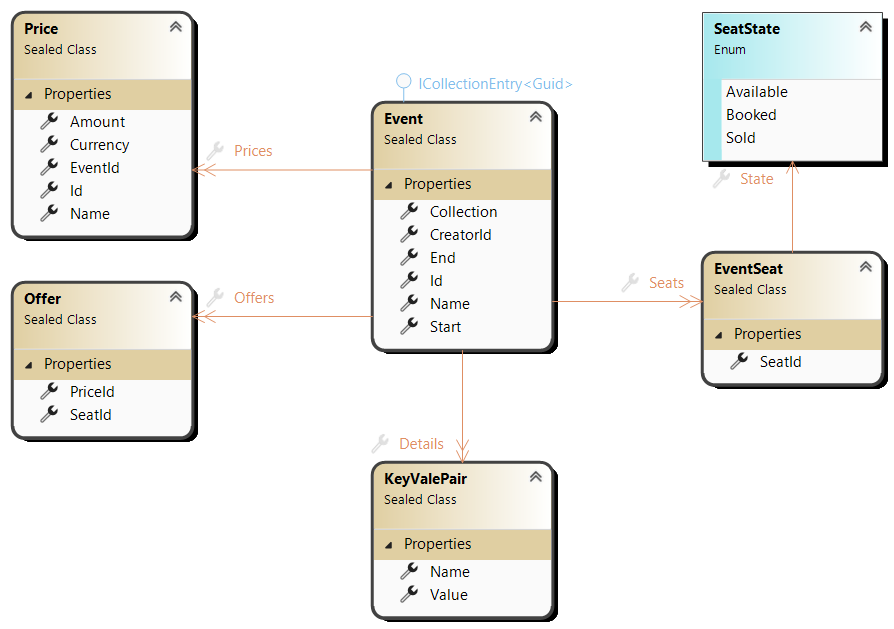 Price
Sealed Class
Properties
Amount
Currency
EventId
Id
Name
Prices
ICollectionEntry<Guid>
Event
Sealed Class
Properties
Collection
CreatorId
End
Id
Name
Start
SeatState
Enum
Available
Booked
Sold
State
Offer
Sealed Class
Properties
PriceId
SeatId
Offers
Seats
EventSeat
Sealed Class
Properties
SeatId
Details
KeyValePair
Sealed Class
Properties
Name
Value